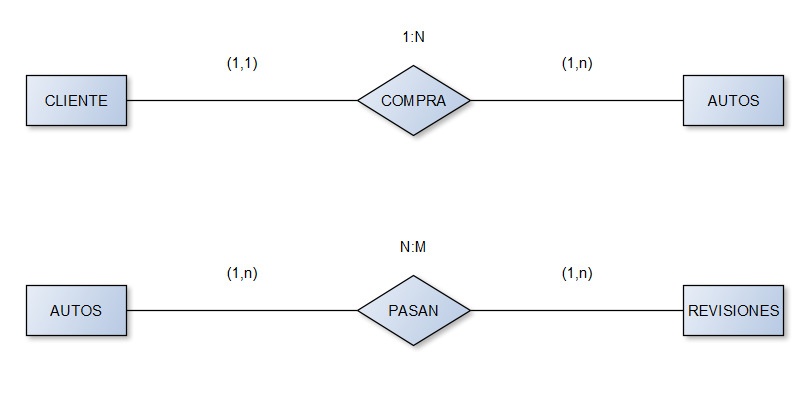 1:N
(1,1)
(1,n)
CLIENTE
COMPRA
AUTOS
N:M
(1,n)
(1,n)
AUTOS
PASAN
REVISIONES